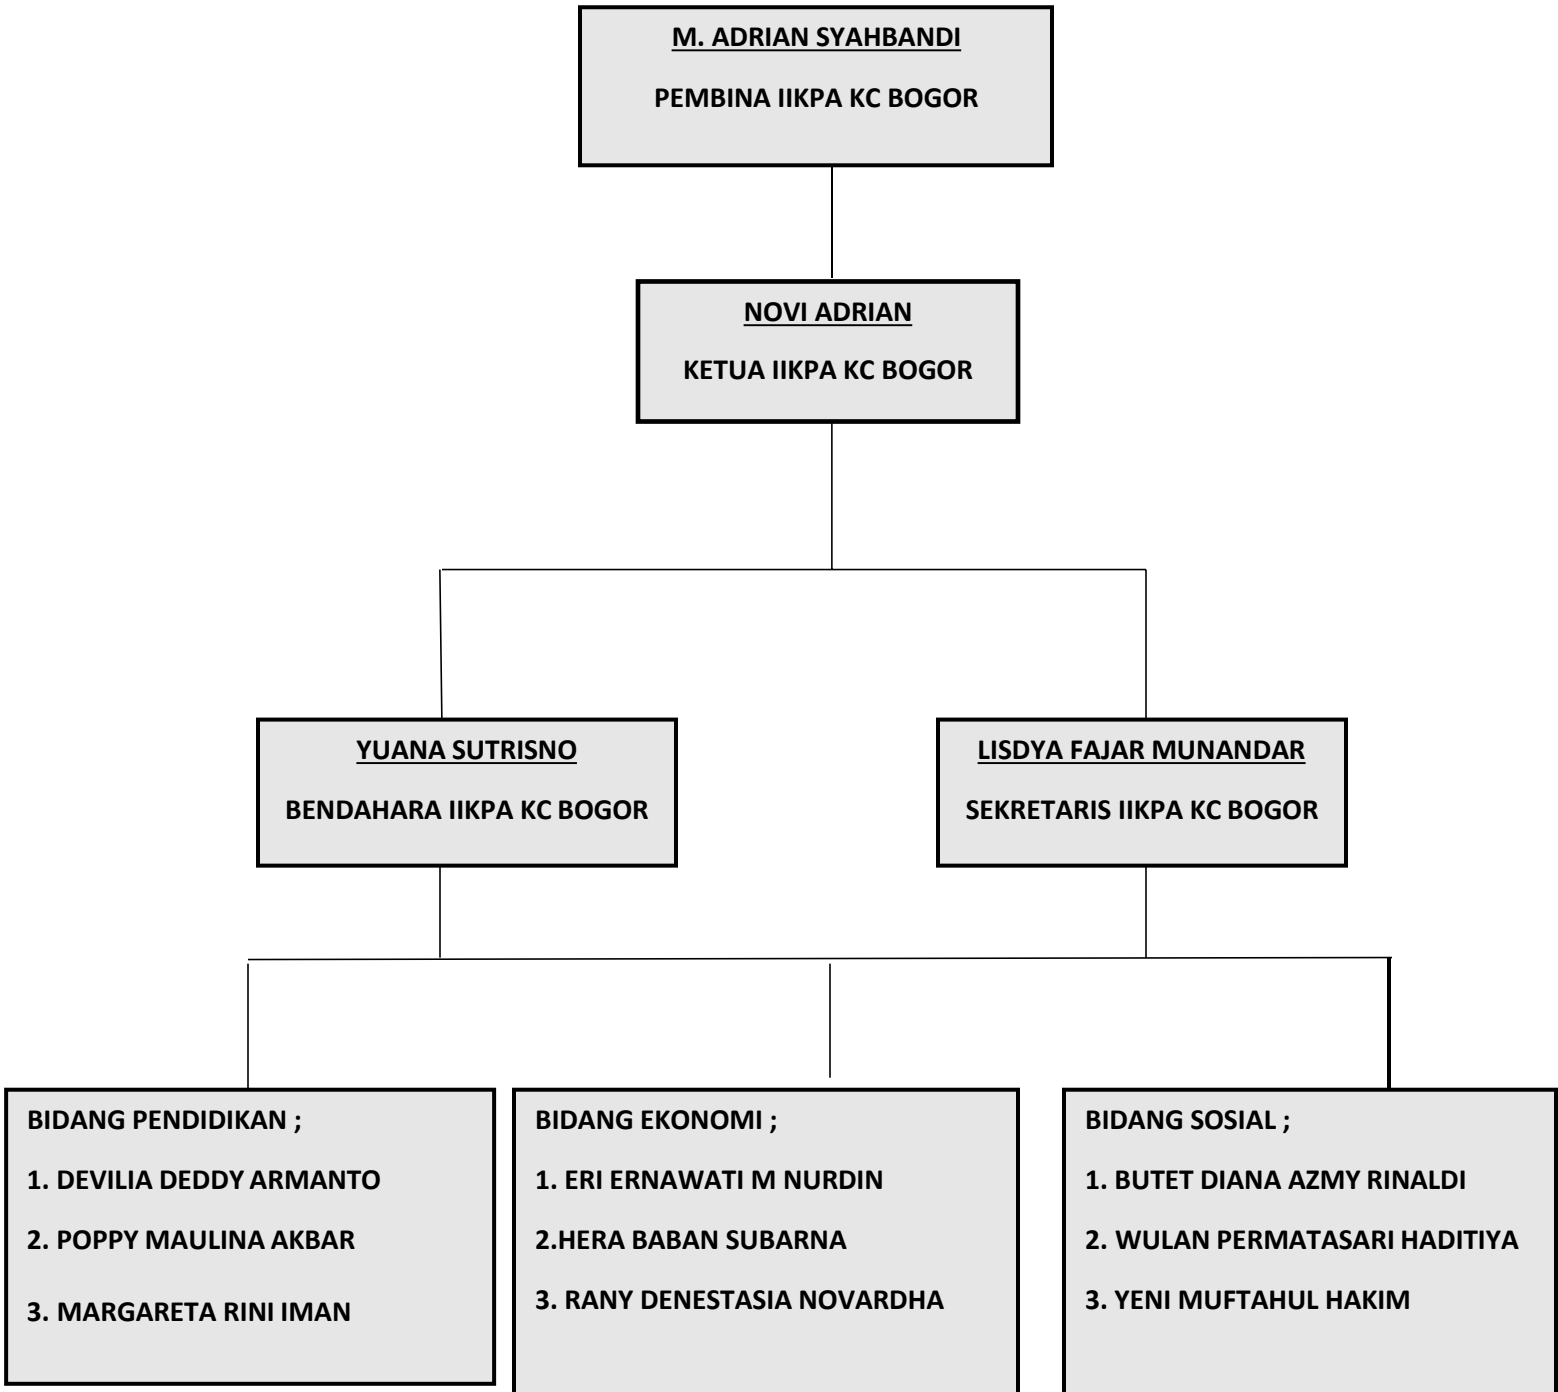 M. ADRIAN SYAHBANDI
PEMBINA IIKPA KC BOGOR
NOVI ADRIAN
KETUA IIKPA KC BOGOR
YUANA SUTRISNO
BENDAHARA IIKPA KC BOGOR
LISDYA FAJAR MUNANDAR
SEKRETARIS IIKPA KC BOGOR
BIDANG PENDIDIKAN ;
1. DEVILIA DEDDY ARMANTO
2. POPPY MAULINA AKBAR
3. MARGARETA RINI IMAN
BIDANG EKONOMI ;
1. ERI ERNAWATI M NURDIN
2.HERA BABAN SUBARNA
3. RANY DENESTASIA NOVARDHA
BIDANG SOSIAL ;
1. BUTET DIANA AZMY RINALDI
2. WULAN PERMATASARI HADITIYA
3. YENI MUFTAHUL HAKIM